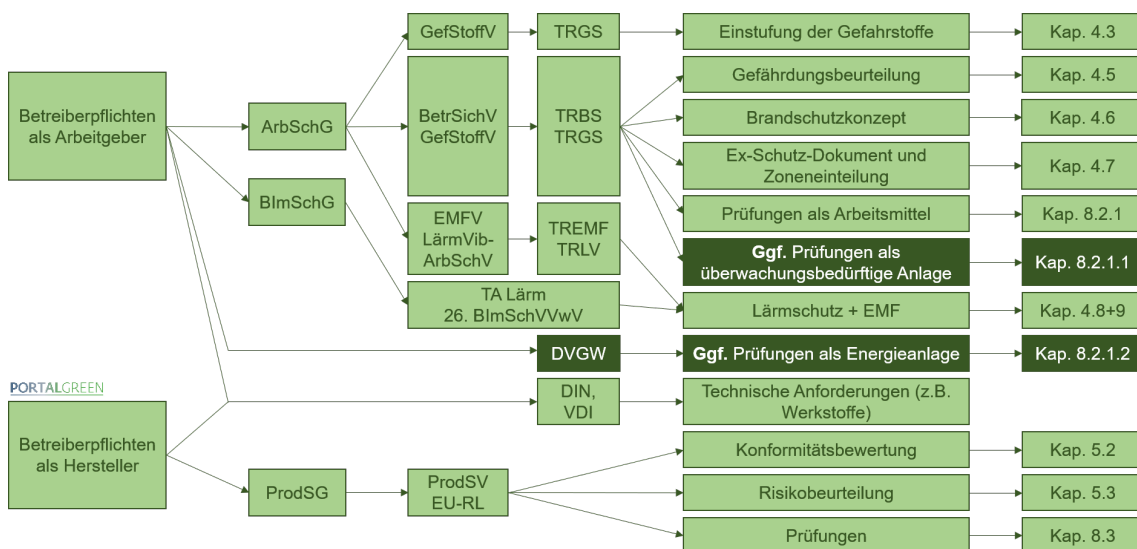 GefStoffV
TRGS
Einstufung der Gefahrstoffe
Kap. 4.3
Betreiberpflichten
als Arbeitgeber
ArbSchG
BetrSichV
GefStoffV
TRBS
TRGS
Gefährdungsbeurteilung
Kap. 4.5
Brandschutzkonzept
Kap. 4.6
Ex-Schutz-Dokument und
Zoneneinteilung
Kap. 4.7
BImSchG
EMFV
LärmVib-
ArbSchV
TREMF
TRLV
Prüfungen als Arbeitsmittel
Kap. 8.2.1
Ggf. Prüfungen als
überwachungsbedürftige Anlage
Kap. 8.2.1.1
TA Lärm
26. BImSchVVwV
Lärmschutz + EMF
Kap. 4.8+9
DVGW
Ggf. Prüfungen als Energieanlage
Kap. 8.2.1.2
PORTALGREEN
DIN,
VDI
Technische Anforderungen (z.B.
Werkstoffe)
Betreiberpflichten
als Hersteller
ProdSG
ProdSV
EU-RL
Konformitätsbewertung
Kap. 5.2
Risikobeurteilung
Kap. 5.3
Prüfungen
Kap. 8.3